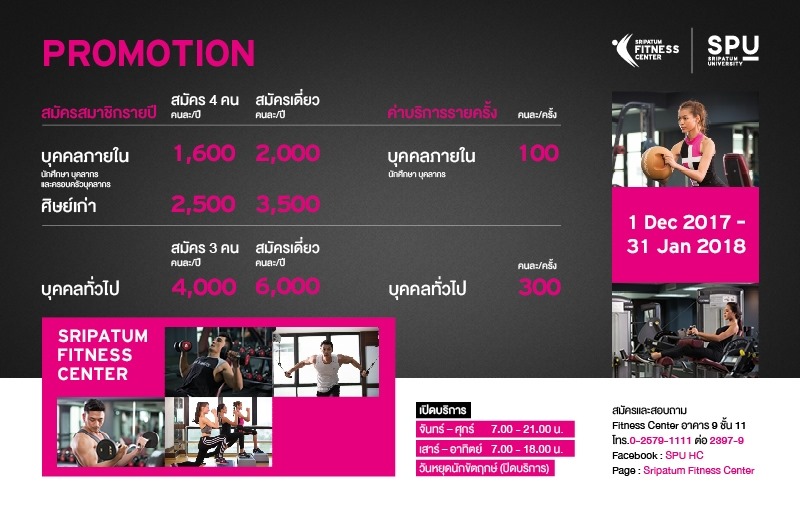 PROMOTION
SRIPATUM
FITNESS
CENTER
SPU
SRIPATUM
UNIVERSITY
สมัครสมาชิกรายปี
สมัคร 4 คน
คนละ/ปี
สมัครเดี่ยว
คนละ/ปี
บุคคลภายใน 1,600 2,000
นักศึกษา บุคลากร
และครอบครัวบุคลากร
ศิษย์เก่า 2,500 3,500
สมัคร 3 คน
คนละ/ปี
สมัครเดี่ยว
คนละ/ปี
บุคคลทั่วไป 4,000 6,000
ค่าบริการรายครั้ง คนละ/ครั้ง
บุคคลภายใน 100
นักศึกษา บุคลากร
คนละ/ครั้ง
บุคคลทั่วไป 300
1 Dec 2017 –
31 Jan 2018
SRIPATUM
FITNESS
CENTER
เปิดบริการ
จันทร์ – ศุกร์ 7.00 - 21.00 น.
เสาร์ – อาทิตย์ 7.00 - 18.00 น.
วันหยุดนักขัตฤกษ์ (ปิดบริการ)
สมัครและสอบถาม
Fitness Center อาคาร 9 ชั้น 11
โทร.0-2579-1111 ต่อ 2397-9
Facebook : SPU HC
Page : Sripatum Fitness Center